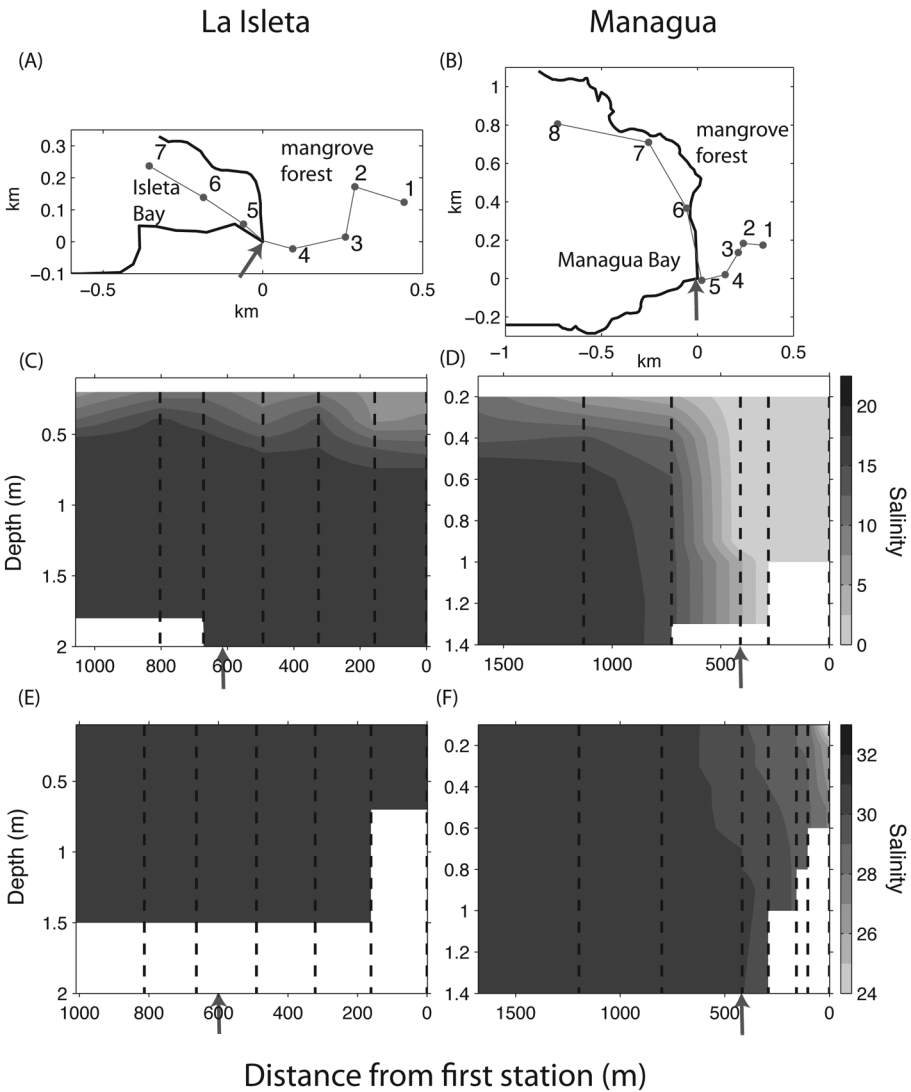 La Isleta Managua
(A)
(B)
0.3
0.2
0.1
0
−0.1
km
−0.5 0 0.5
km
7
6
5
4
3
2
1
Isleta
Bay
mangrove
forest
1
0.8
0.6
0.4
0.2
0
−0.2
km
−1 −0.5 0 0.5
km
8
7
6
5
4
3
2
1
mangrove
forest
Managua Bay
(C)
0.5
1
1.5
2
Depth (m)
1000 800 600 400 200 0
(D)
0.2
0.4
0.6
0.8
1
1.2
1.4
1500 1000 500 0
20
15
10
5
0
Salinity
(E)
0.5
1
1.5
2
Depth (m)
1000 800 600 400 200 0
(F)
0.2
0.4
0.6
0.8
1
1.2
1.4
1500 1000 500 0
32
30
28
26
24
Salinity
Distance from first station (m)